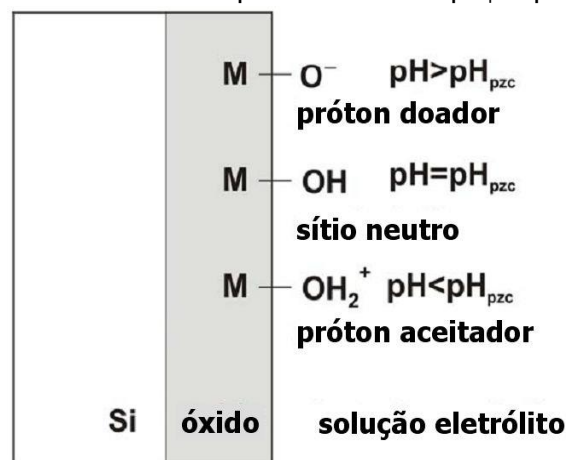 M — O⁻ pH>pHpzc
próton doador
M — OH pH=pHpzc
sítio neutro
M — OH₂⁺ pH<pHpzc
próton aceitador
Si óxido solução eletrólito